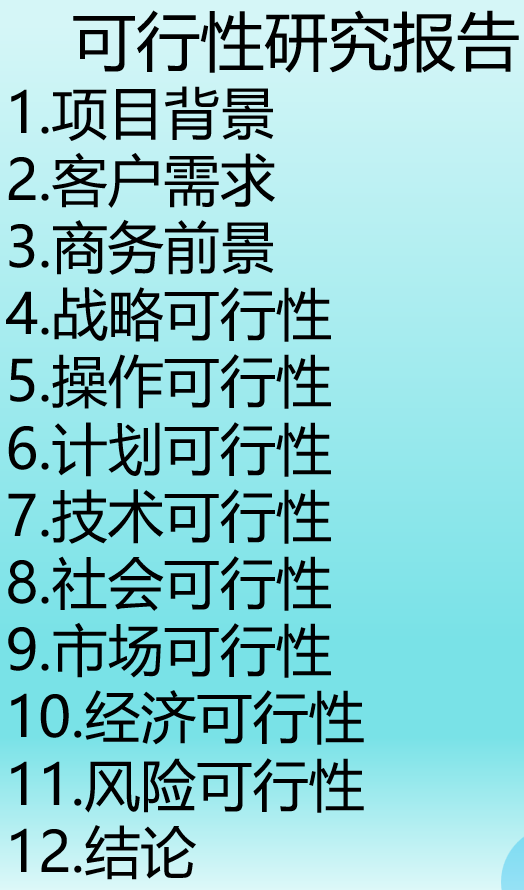 可行性研究报告
1.项目背景
2.客户需求
3.商务前景
4.战略可行性
5.操作可行性
6.计划可行性
7.技术可行性
8.社会可行性
9.市场可行性
10.经济可行性
11.风险可行性
12.结论